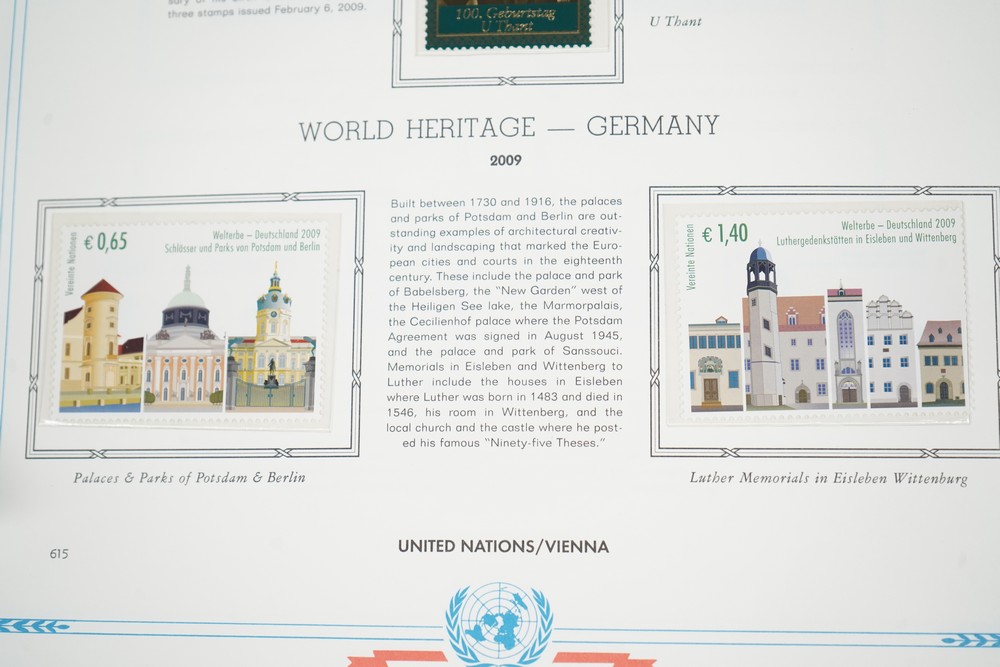 three stamps issued February 6, 2009.
100. Geburtstag
U Thant
U Thant
WORLD HERITAGE — GERMANY
2009
Vereinte Nationen
€ 0,65
Welterbe – Deutschland 2009
Schlösser und Parks von Potsdam und Berlin
Palaces & Parks of Potsdam & Berlin
Built between 1730 and 1916, the palaces
and parks of Potsdam and Berlin are out-
standing examples of architectural creativ-
ity and landscaping that marked the Euro-
pean cities and courts in the eighteenth
century. These include the palace and park
of Babelsberg, the "New Garden" west of
the Heiligen See lake, the Marmorpalais,
the Cecilienhof palace where the Potsdam
Agreement was signed in August 1945,
and the palace and park of Sanssouci.
Memorials in Eisleben and Wittenberg to
Luther include the houses in Eisleben
where Luther was born in 1483 and died in
1546, his room in Wittenberg, and the
local church and the castle where he post-
ed his famous "Ninety-five Theses."
Vereinte Nationen
€ 1,40
Welterbe – Deutschland 2009
Luthergedenkstätten in Eisleben und Wittenberg
Luther Memorials in Eisleben Wittenburg
615
UNITED NATIONS/VIENNA